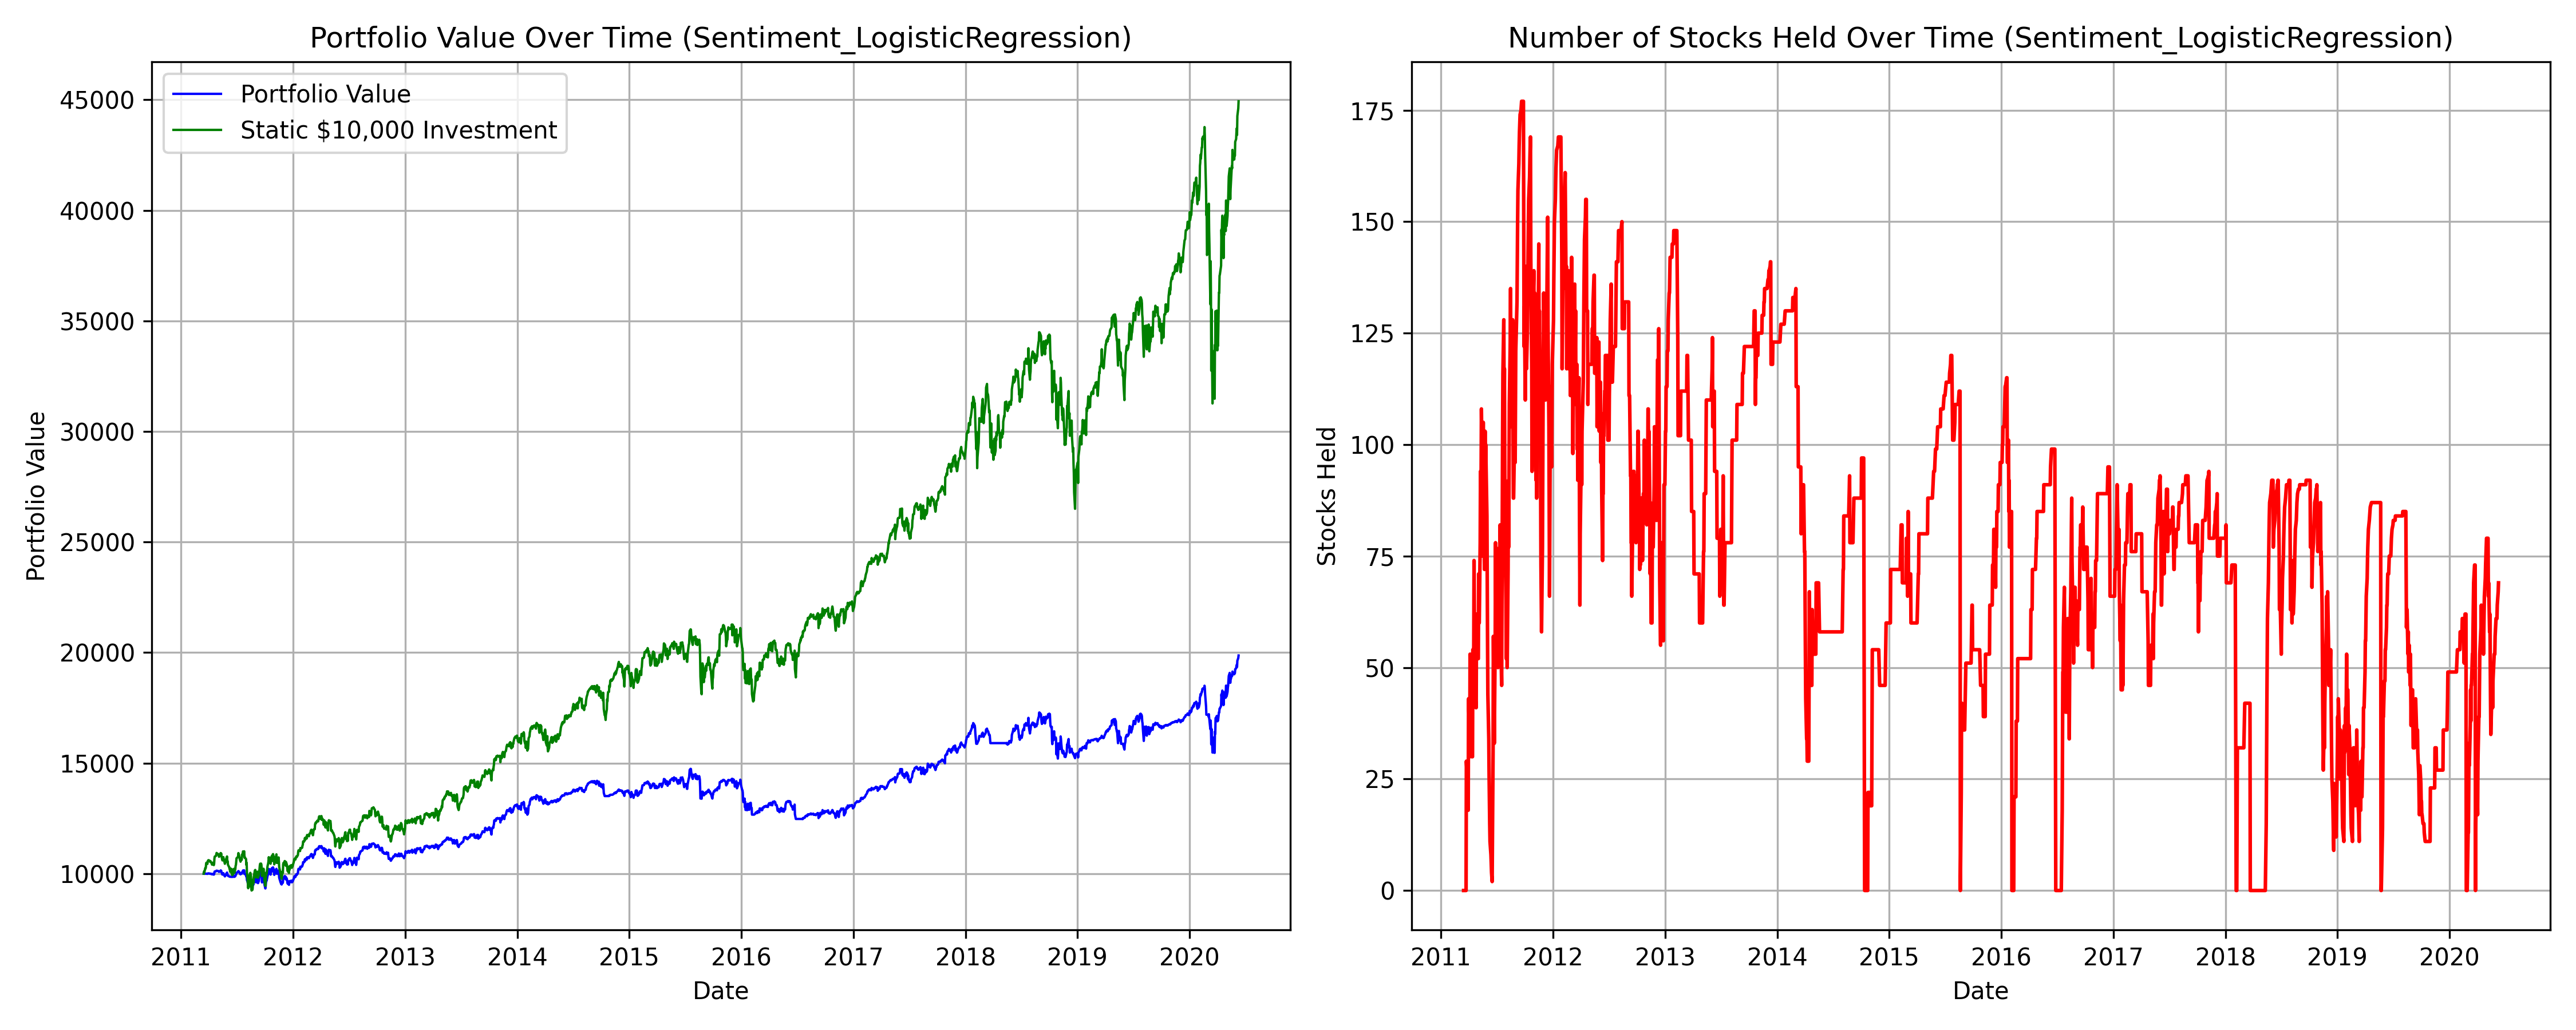 Portfolio Value Over Time (Sentiment_LogisticRegression)
Portfolio Value
Static $10,000 Investment
45000
40000
35000
30000
25000
20000
15000
10000
Portfolio Value
2011 2012 2013 2014 2015 2016 2017 2018 2019 2020
Date
Number of Stocks Held Over Time (Sentiment_LogisticRegression)
175
150
125
100
75
50
25
0
Stocks Held
2011 2012 2013 2014 2015 2016 2017 2018 2019 2020
Date